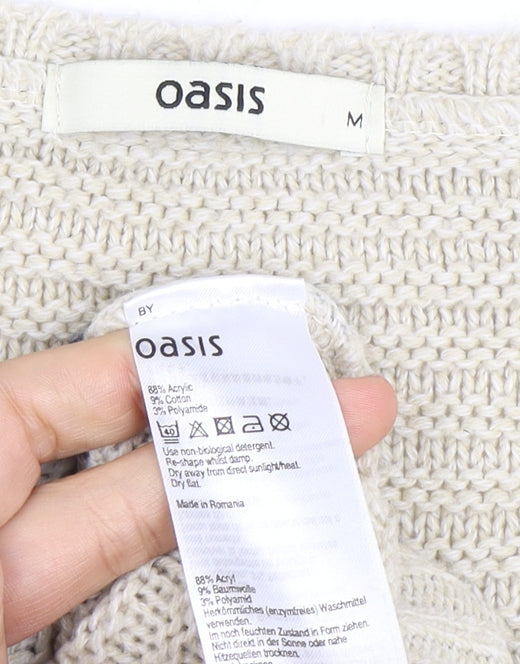 oasis
M
BY
oasis
88% Acrylic
9% Cotton
3% Polyamide
40
Use non-biological detergent.
Re-shape whilst damp.
Dry away from direct sunlight/heat.
Dry flat.
Made in Romania
88% Acryl
9% Baumwolle
3% Polyamid
Herkömmliches (enzymfreies) Waschmittel
verwenden.
Im noch feuchten Zustand in Form ziehen.
Nicht direkt in der Sonne oder nahe
Hitzequellen trocknen.